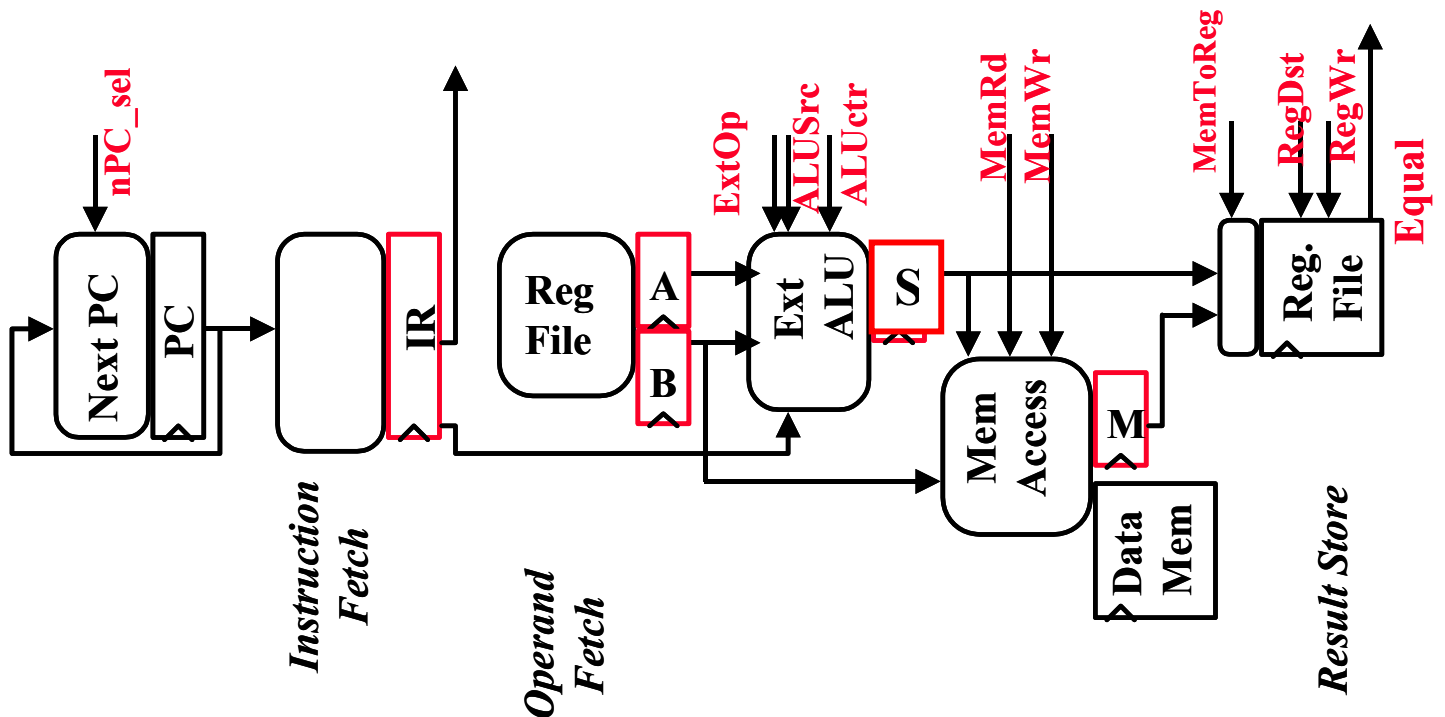 nPC_sel
Next PC
PC
Instruction
Fetch
IR
Operand
Fetch
Reg
File
A
B
ExtOp
ALUSrc
ALUctr
Ext
ALU
S
MemRd
MemWr
Mem
Access
M
Data
Mem
MemToReg
RegDst
RegWr
Equal
Reg.
File
Result Store